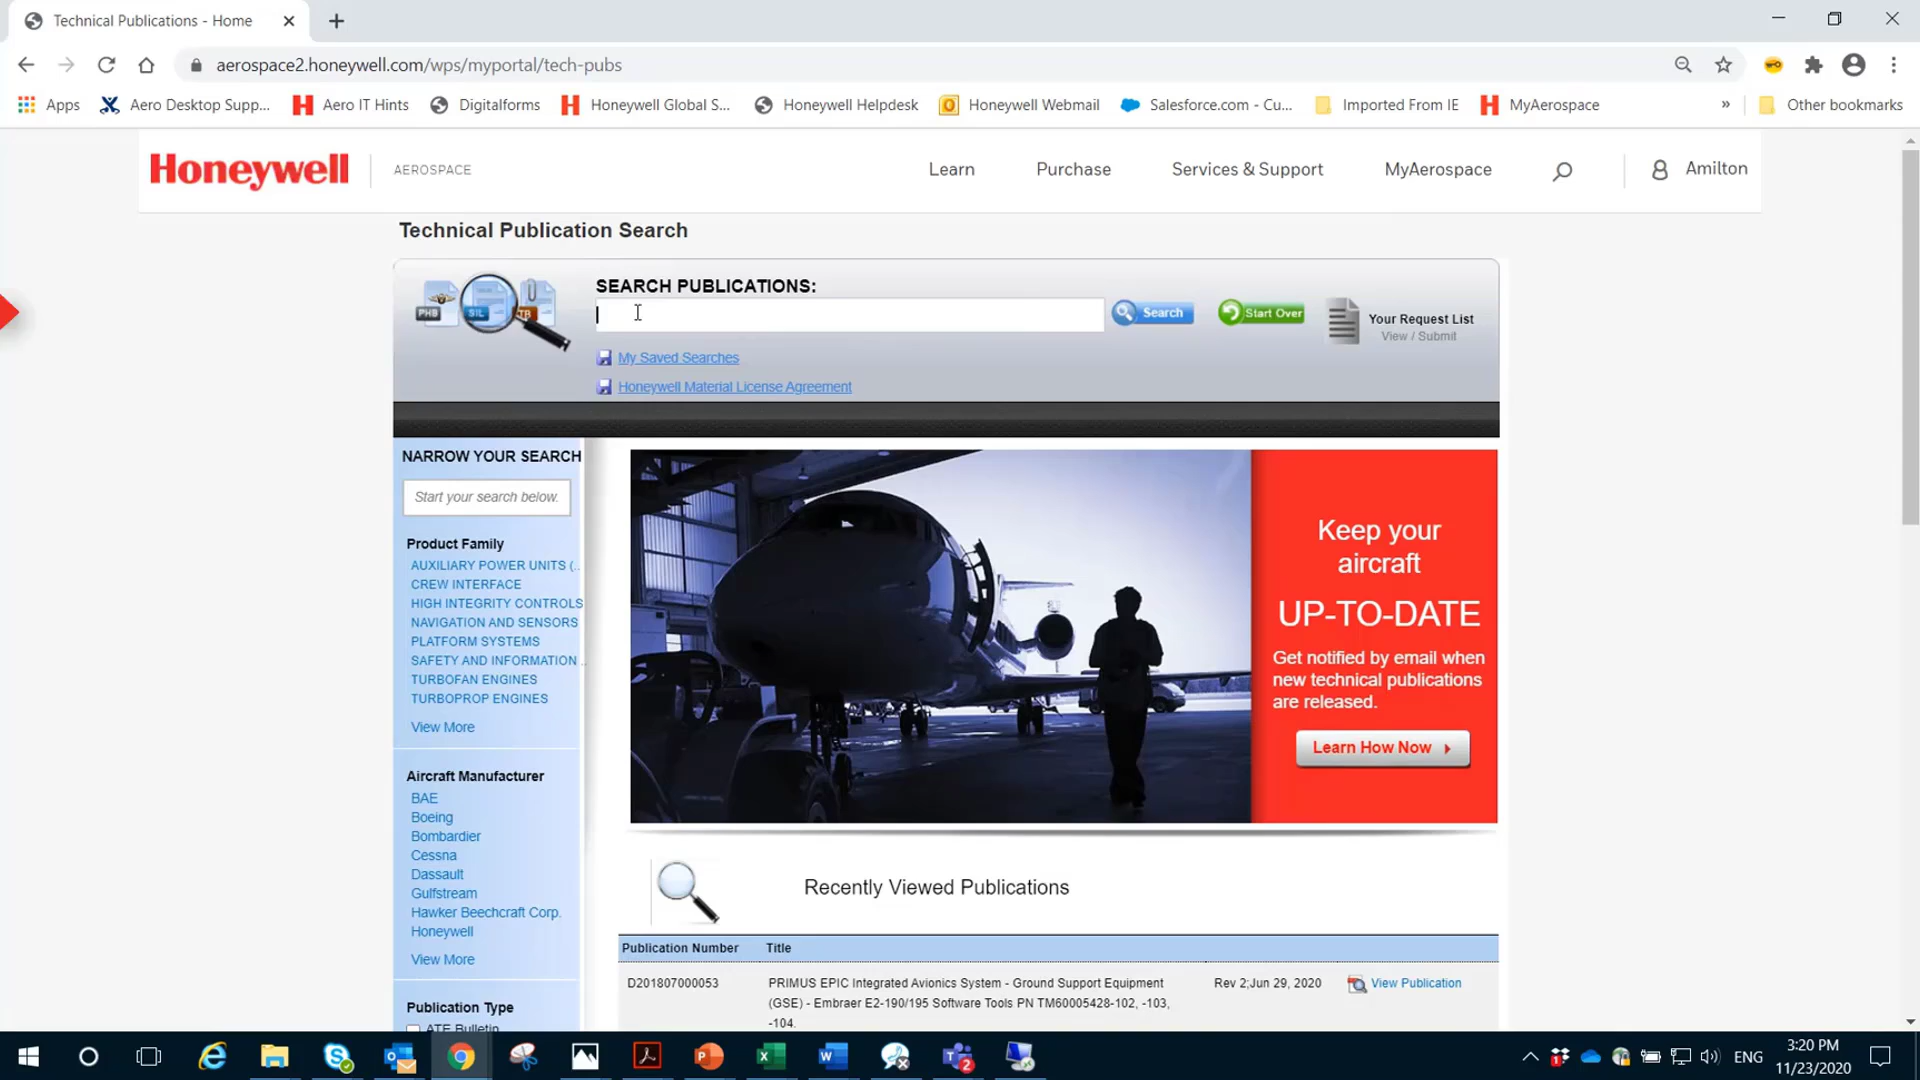 Technical Publications - Home
aerospace2.honeywell.com/wps/myportal/tech-pubs
Apps
Aero Desktop Supp...
Aero IT Hints
Digitalforms
Honeywell Global S...
Honeywell Helpdesk
Honeywell Webmail
Salesforce.com - Cu...
Imported From IE
MyAerospace
»
Other bookmarks
Honeywell
AEROSPACE
Learn
Purchase
Services & Support
MyAerospace
Amilton
Technical Publication Search
PHB
SIL
TB
SEARCH PUBLICATIONS:
Search
Start Over
Your Request List
View / Submit
My Saved Searches
Honeywell Material License Agreement
NARROW YOUR SEARCH
Start your search below.
Product Family
AUXILIARY POWER UNITS (..
CREW INTERFACE
HIGH INTEGRITY CONTROLS
NAVIGATION AND SENSORS
PLATFORM SYSTEMS
SAFETY AND INFORMATION ..
TURBOFAN ENGINES
TURBOPROP ENGINES
View More
Aircraft Manufacturer
BAE
Boeing
Bombardier
Cessna
Dassault
Gulfstream
Hawker Beechcraft Corp.
Honeywell
View More
Publication Type
ATE Bulletin
Keep your
aircraft
UP-TO-DATE
Get notified by email when
new technical publications
are released.
Learn How Now
Recently Viewed Publications
Publication Number
Title
D201807000053
PRIMUS EPIC Integrated Avionics System - Ground Support Equipment
(GSE) - Embraer E2-190/195 Software Tools PN TM60005428-102, -103,
-104.
Rev 2;Jun 29, 2020
View Publication
ENG
3:20 PM
11/23/2020